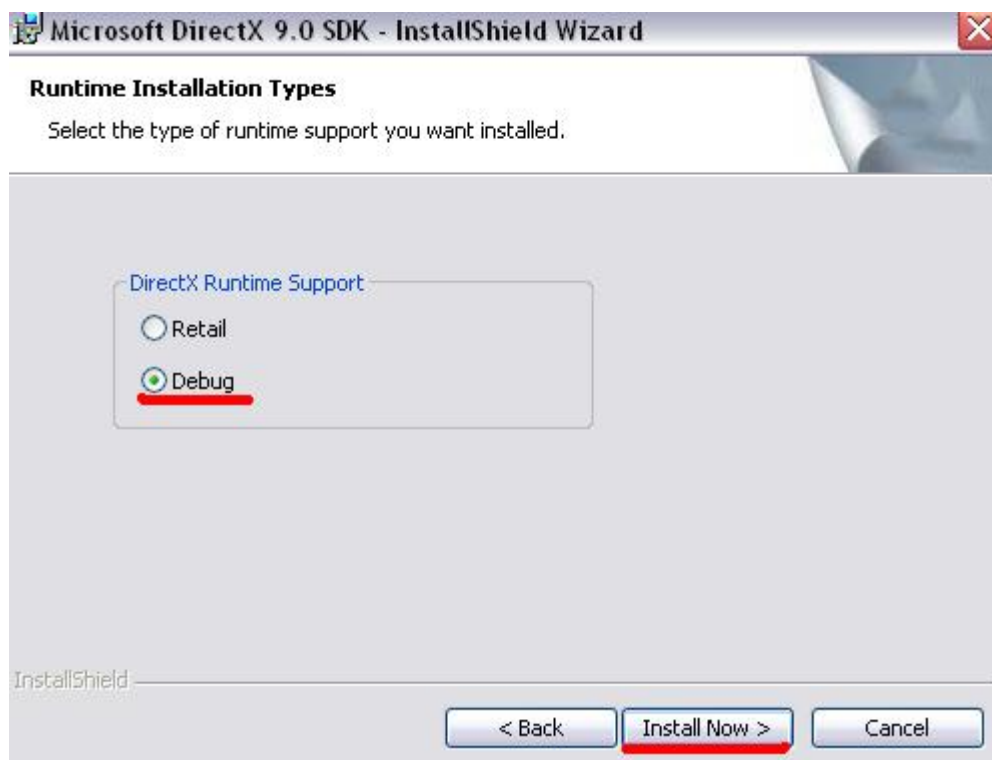 Microsoft DirectX 9.0 SDK - InstallShield Wizard
Runtime Installation Types
Select the type of runtime support you want installed.
DirectX Runtime Support
Retail
Debug
InstallShield
< Back Install Now > Cancel